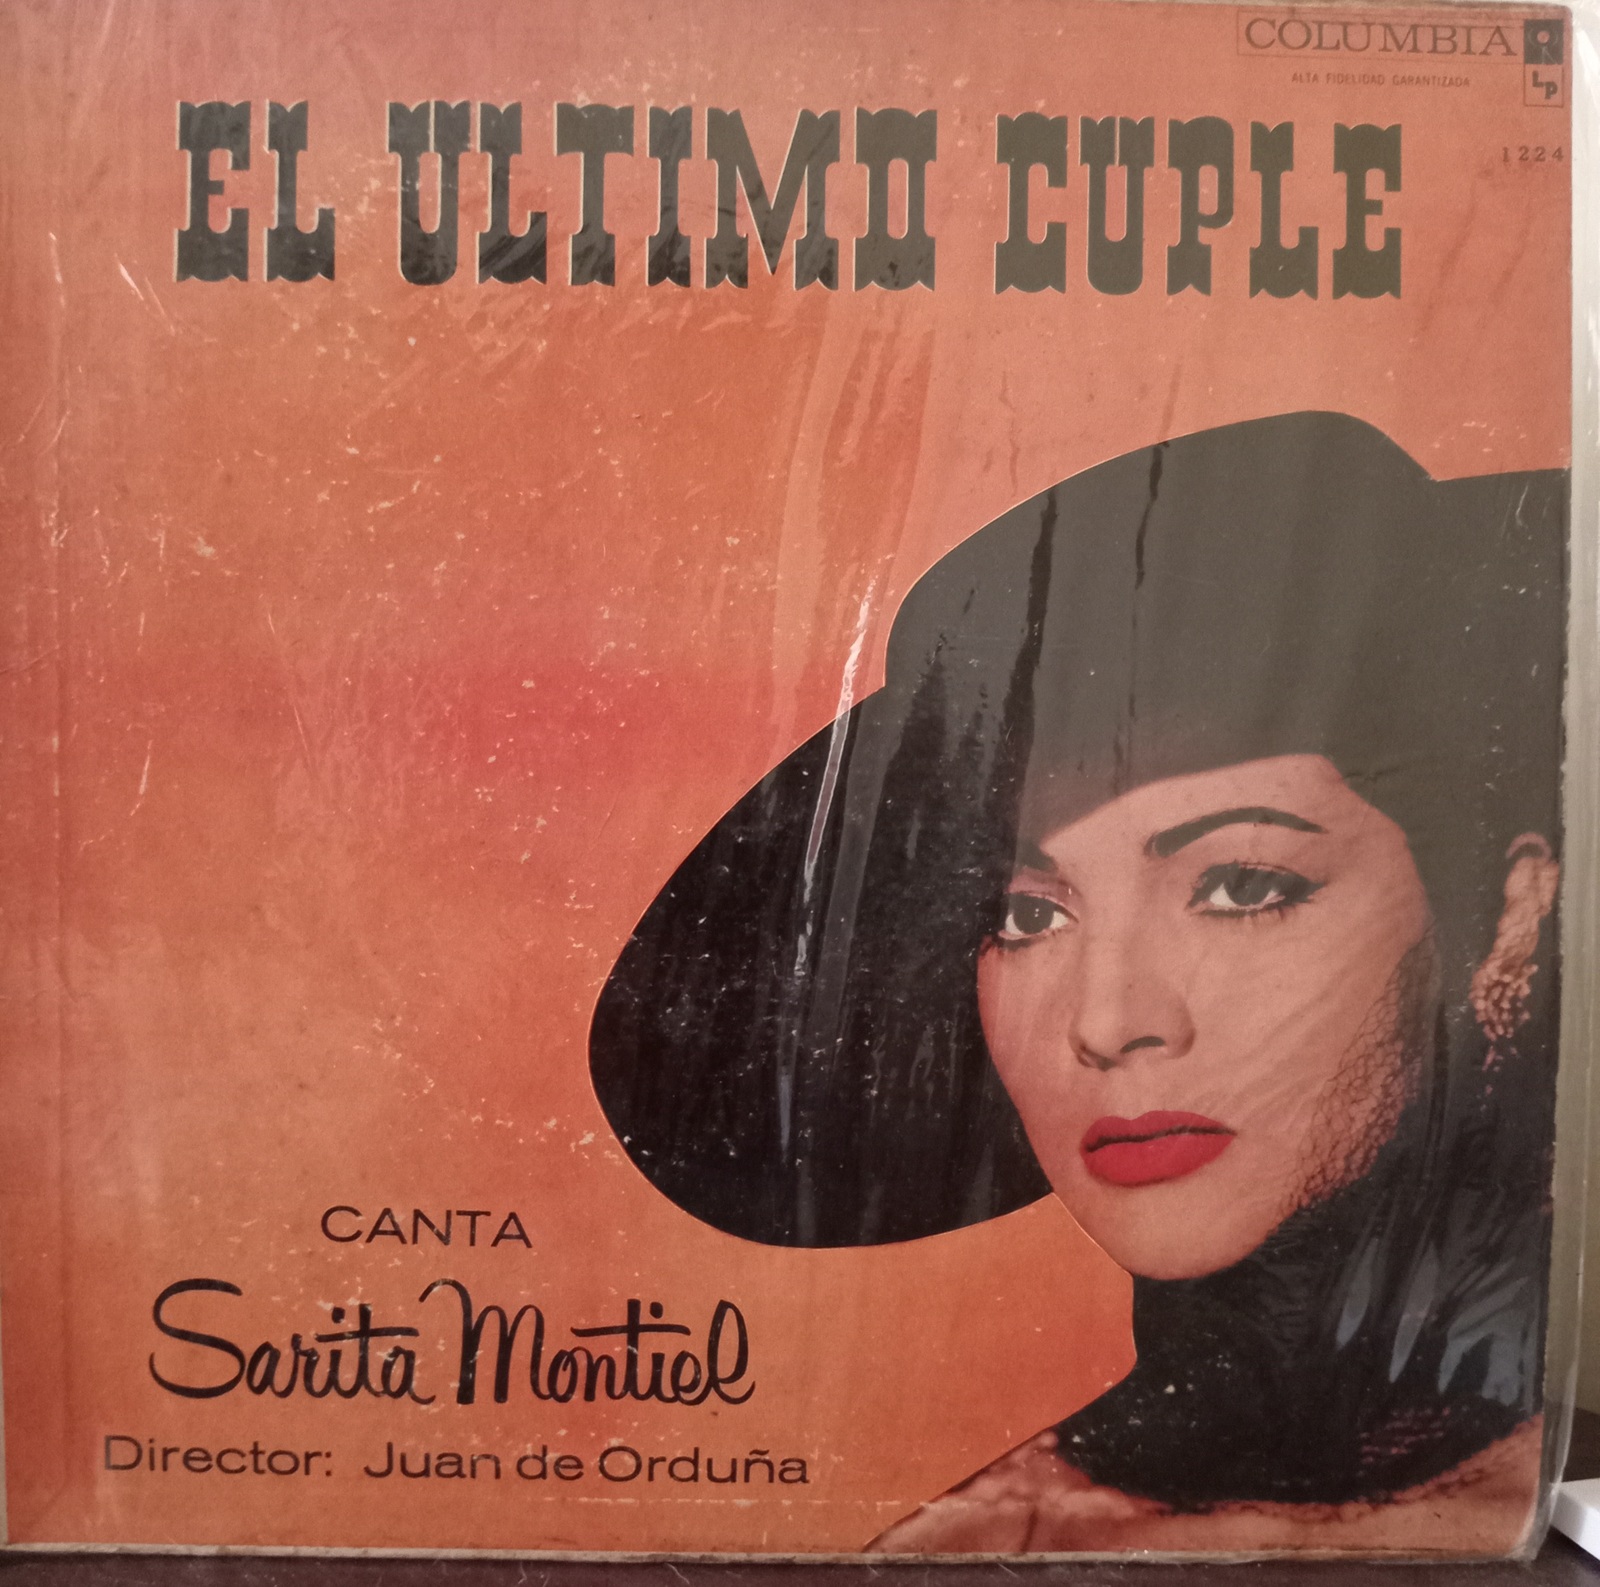 COLUMBIA
ALTA FIDELIDAD GARANTIZADA
LP
1224
EL ULTIMO CUPLE
CANTA
Sarita Montiel
Director: Juan de Orduña